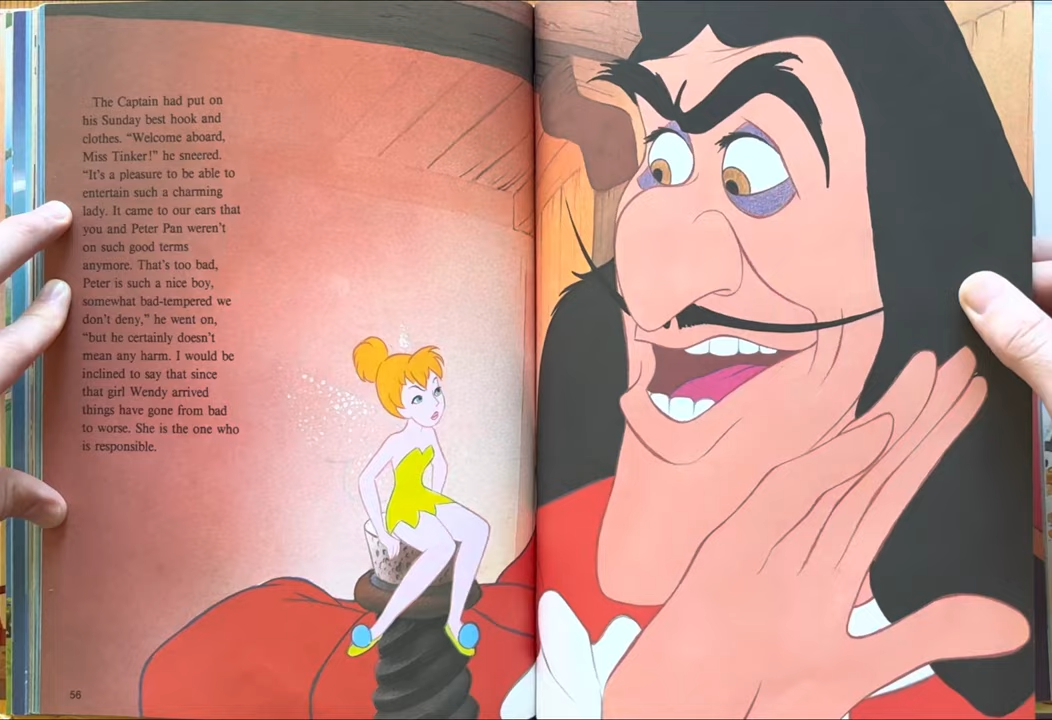 The Captain had put on
his Sunday best hook and
clothes. “Welcome aboard,
Miss Tinker!” he sneered.
“It’s a pleasure to be able to
entertain such a charming
lady. It came to our ears that
you and Peter Pan weren’t
on such good terms
anymore. That’s too bad,
Peter is such a nice boy,
somewhat bad-tempered we
don’t deny,” he went on,
“but he certainly doesn’t
mean any harm. I would be
inclined to say that since
that girl Wendy arrived
things have gone from bad
to worse. She is the one who
is responsible.
56